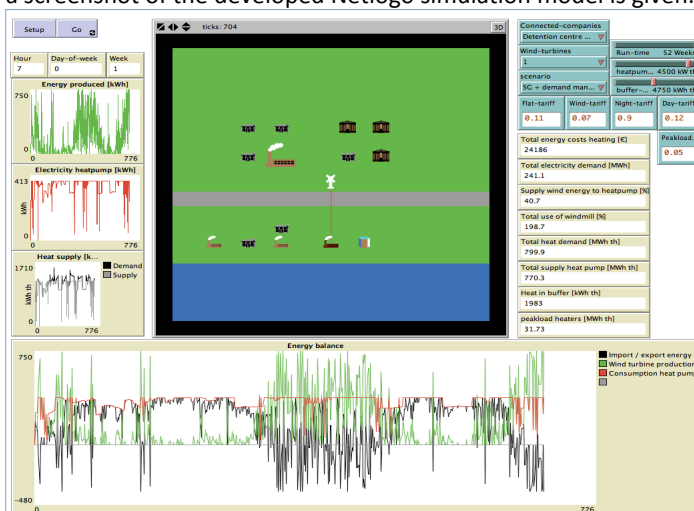 a screenshot of the developed Netlogo simulation model is given.
Setup
Go
ticks: 704
3D
Hour
7
Day-of-week
0
Week
1
Energy produced [kWh]
750
0
0
776
Electricity heatpump [kWh]
413
kWh
0
0
776
Heat supply [k...
1710
kWh th
0
0
776
Demand
Supply
Connected-companies
Detention centre ...
Wind-turbines
1
scenario
SG + demand man...
Run-time 52 Weeks
heatpum... 4500 kW th
buffer-... 4750 kWh th
Flat-tariff
0.11
Wind-tariff
0.07
Night-tariff
0.9
Day-tariff
0.12
Peakload.
0.05
Total energy costs heating [€]
24186
Total electricity demand [MWh]
241.1
Supply wind energy to heatpump [%]
40.7
Total use of windmill [%]
198.7
Total heat demand [MWh th]
799.9
Total supply heat pump [MWh th]
770.3
Heat in buffer [kWh th]
1983
peakload heaters [MWh th]
31.73
Energy balance
750
-480
0
776
Import / export energy
Wind turbine production
Consumption heat pump